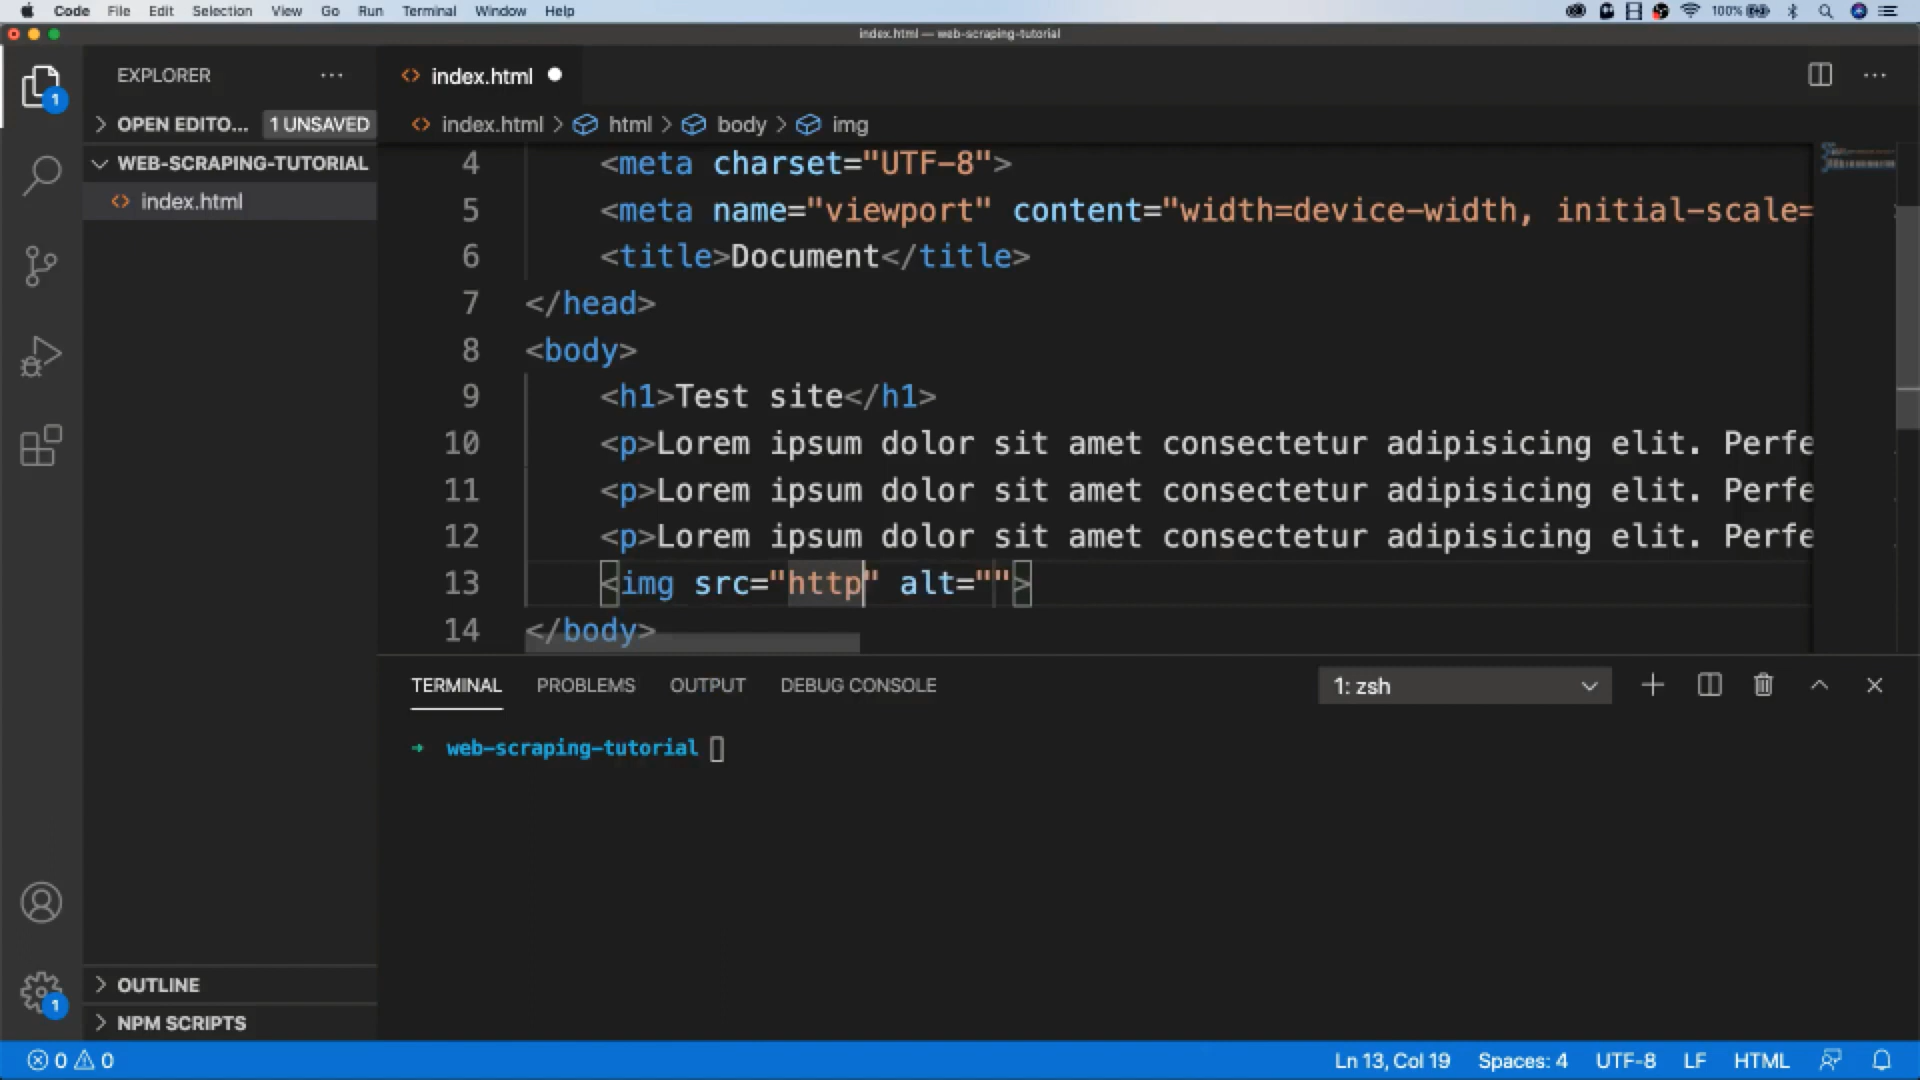 Code File Edit Selection View Go Run Terminal Window Help 100%
index.html — web-scraping-tutorial
EXPLORER
index.html
1
OPEN EDITO... 1 UNSAVED
index.html > html > body > img
WEB-SCRAPING-TUTORIAL
index.html
4 <meta charset="UTF-8">
5 <meta name="viewport" content="width=device-width, initial-scale=
6 <title>Document</title>
7 </head>
8 <body>
9 <h1>Test site</h1>
10 <p>Lorem ipsum dolor sit amet consectetur adipisicing elit. Perfe
11 <p>Lorem ipsum dolor sit amet consectetur adipisicing elit. Perfe
12 <p>Lorem ipsum dolor sit amet consectetur adipisicing elit. Perfe
13 <img src="http" alt="">
14 </body>
TERMINAL PROBLEMS OUTPUT DEBUG CONSOLE 1: zsh
➜ web-scraping-tutorial
OUTLINE
1
NPM SCRIPTS
0 0 Ln 13, Col 19 Spaces: 4 UTF-8 LF HTML